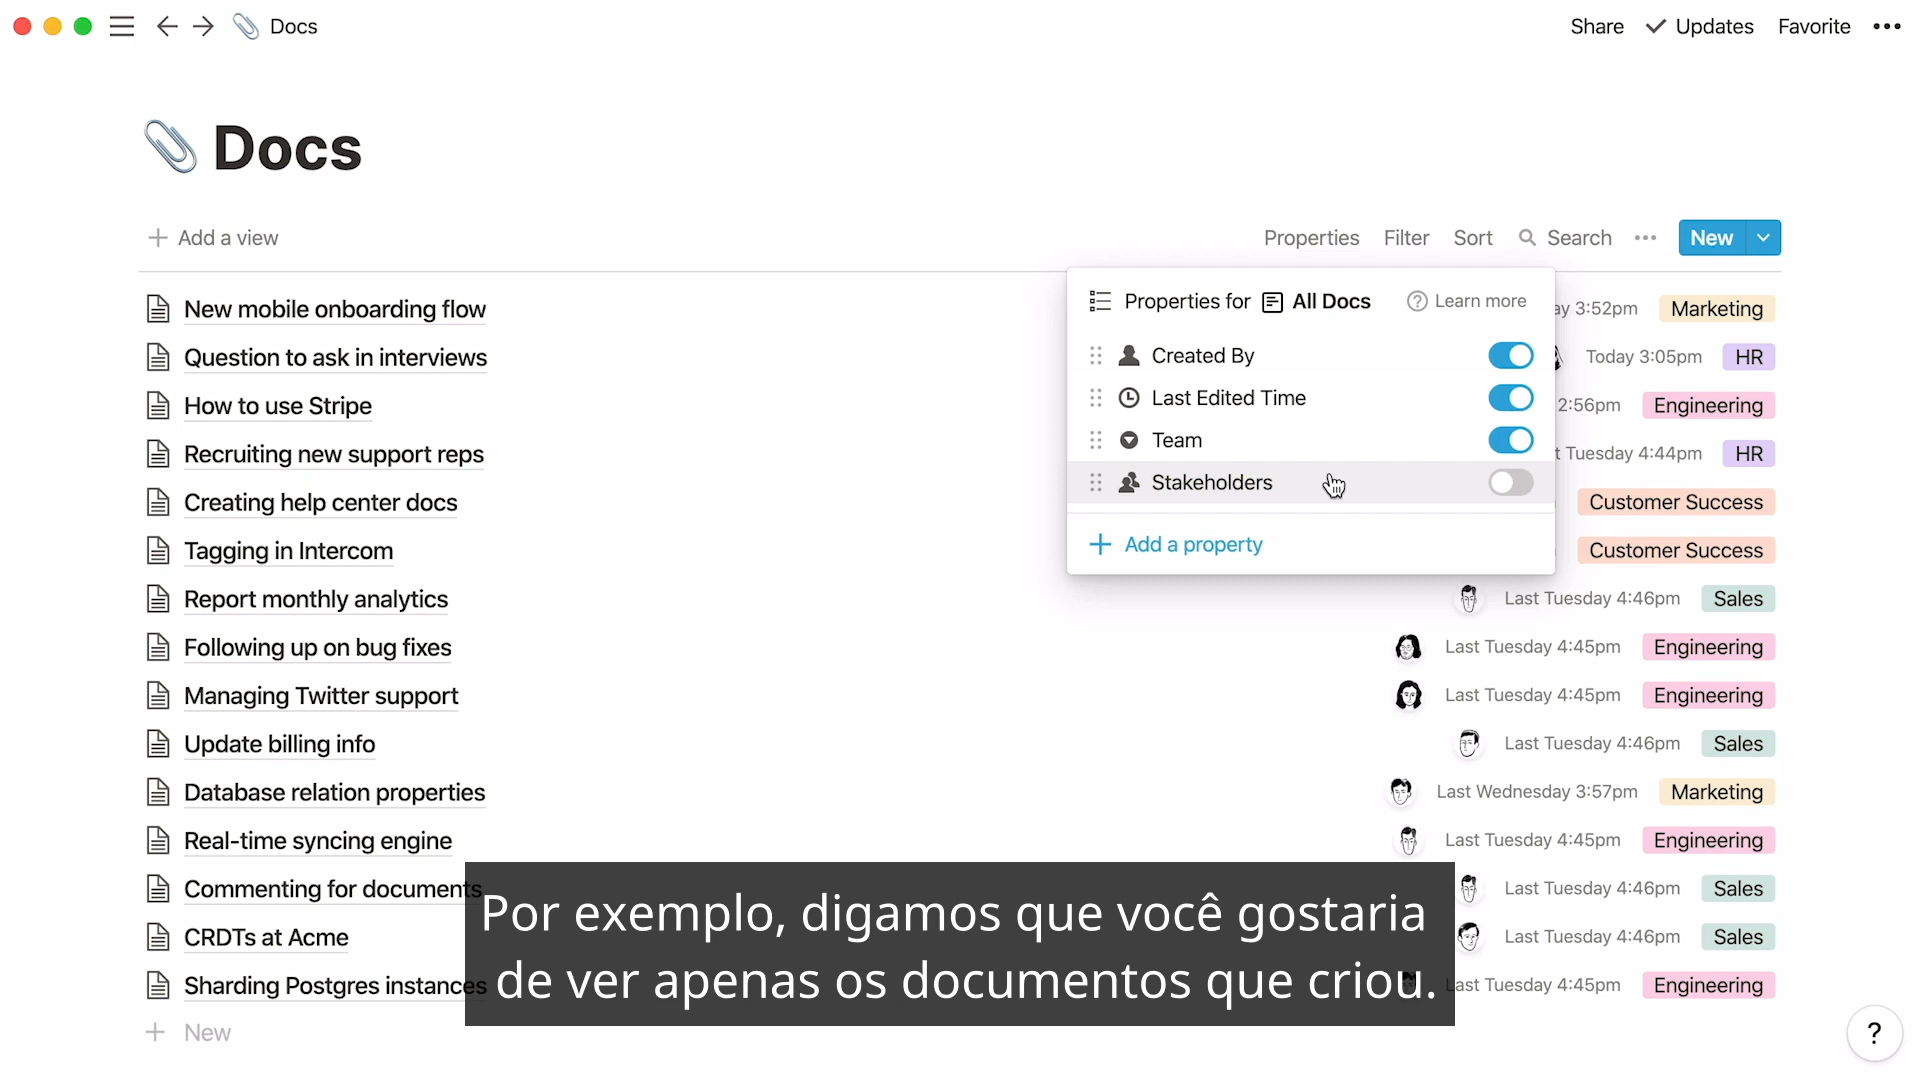 Docs
Share
Updates
Favorite
Docs
Add a view
Properties
Filter
Sort
Search
New
Properties for All Docs
Learn more
Created By
Last Edited Time
Team
Stakeholders
Add a property
New mobile onboarding flow
3:52pm
Marketing
Question to ask in interviews
Today 3:05pm
HR
How to use Stripe
2:56pm
Engineering
Recruiting new support reps
Tuesday 4:44pm
HR
Creating help center docs
Customer Success
Tagging in Intercom
Customer Success
Report monthly analytics
Last Tuesday 4:46pm
Sales
Following up on bug fixes
Last Tuesday 4:45pm
Engineering
Managing Twitter support
Last Tuesday 4:45pm
Engineering
Update billing info
Last Tuesday 4:46pm
Sales
Database relation properties
Last Wednesday 3:57pm
Marketing
Real-time syncing engine
Last Tuesday 4:45pm
Engineering
Commenting for documents
Last Tuesday 4:46pm
Sales
CRDTs at Acme
Last Tuesday 4:46pm
Sales
Sharding Postgres instances
Last Tuesday 4:45pm
Engineering
New
Por exemplo, digamos que você gostaria
de ver apenas os documentos que criou.
?